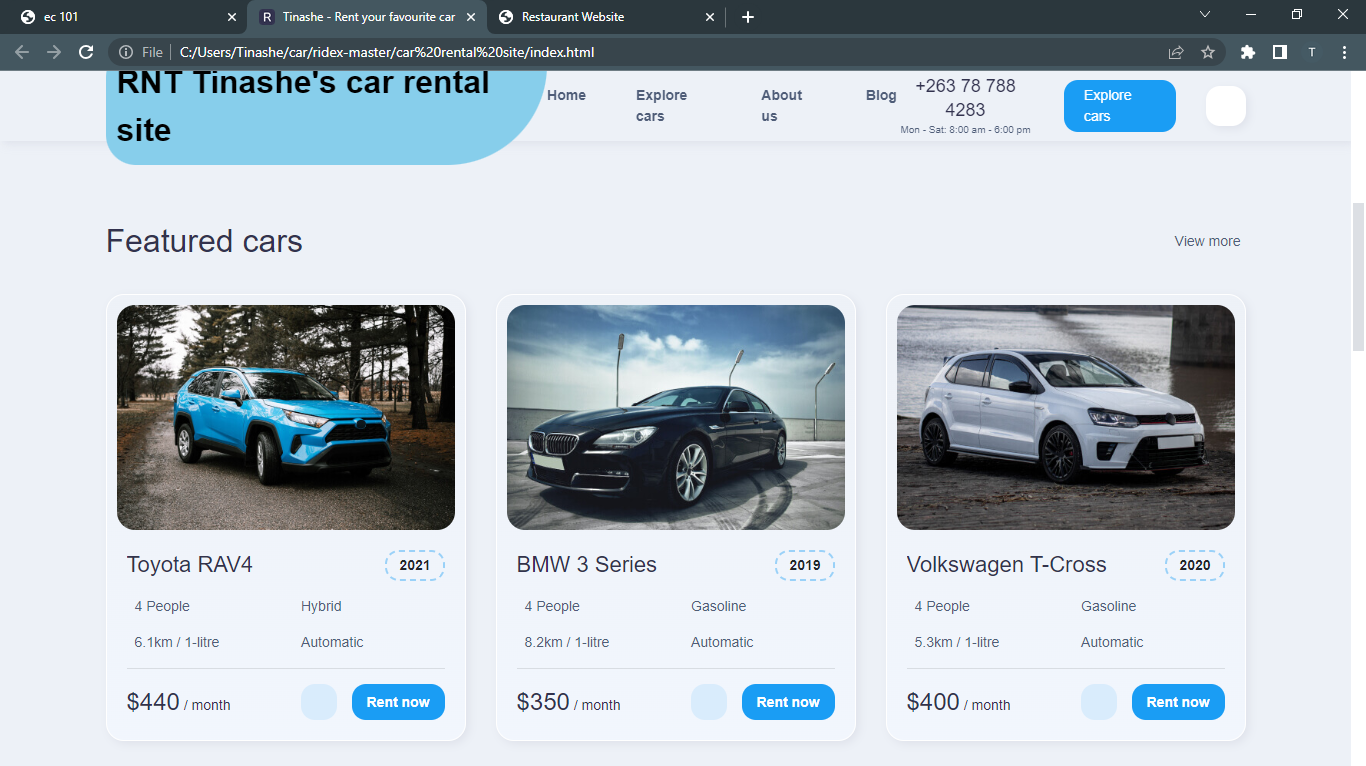 ec 101
R Tinashe - Rent your favourite car
Restaurant Website
File C:/Users/Tinashe/car/ridex-master/car%20rental%20site/index.html
T
RNT Tinashe's car rental
site
Home
Explore
cars
About
us
Blog
+263 78 788
4283
Mon - Sat: 8:00 am - 6:00 pm
Explore
cars
Featured cars
View more
Toyota RAV4 2021
4 People Hybrid
6.1km / 1-litre Automatic
$440 / month Rent now
BMW 3 Series 2019
4 People Gasoline
8.2km / 1-litre Automatic
$350 / month Rent now
Volkswagen T-Cross 2020
4 People Gasoline
5.3km / 1-litre Automatic
$400 / month Rent now